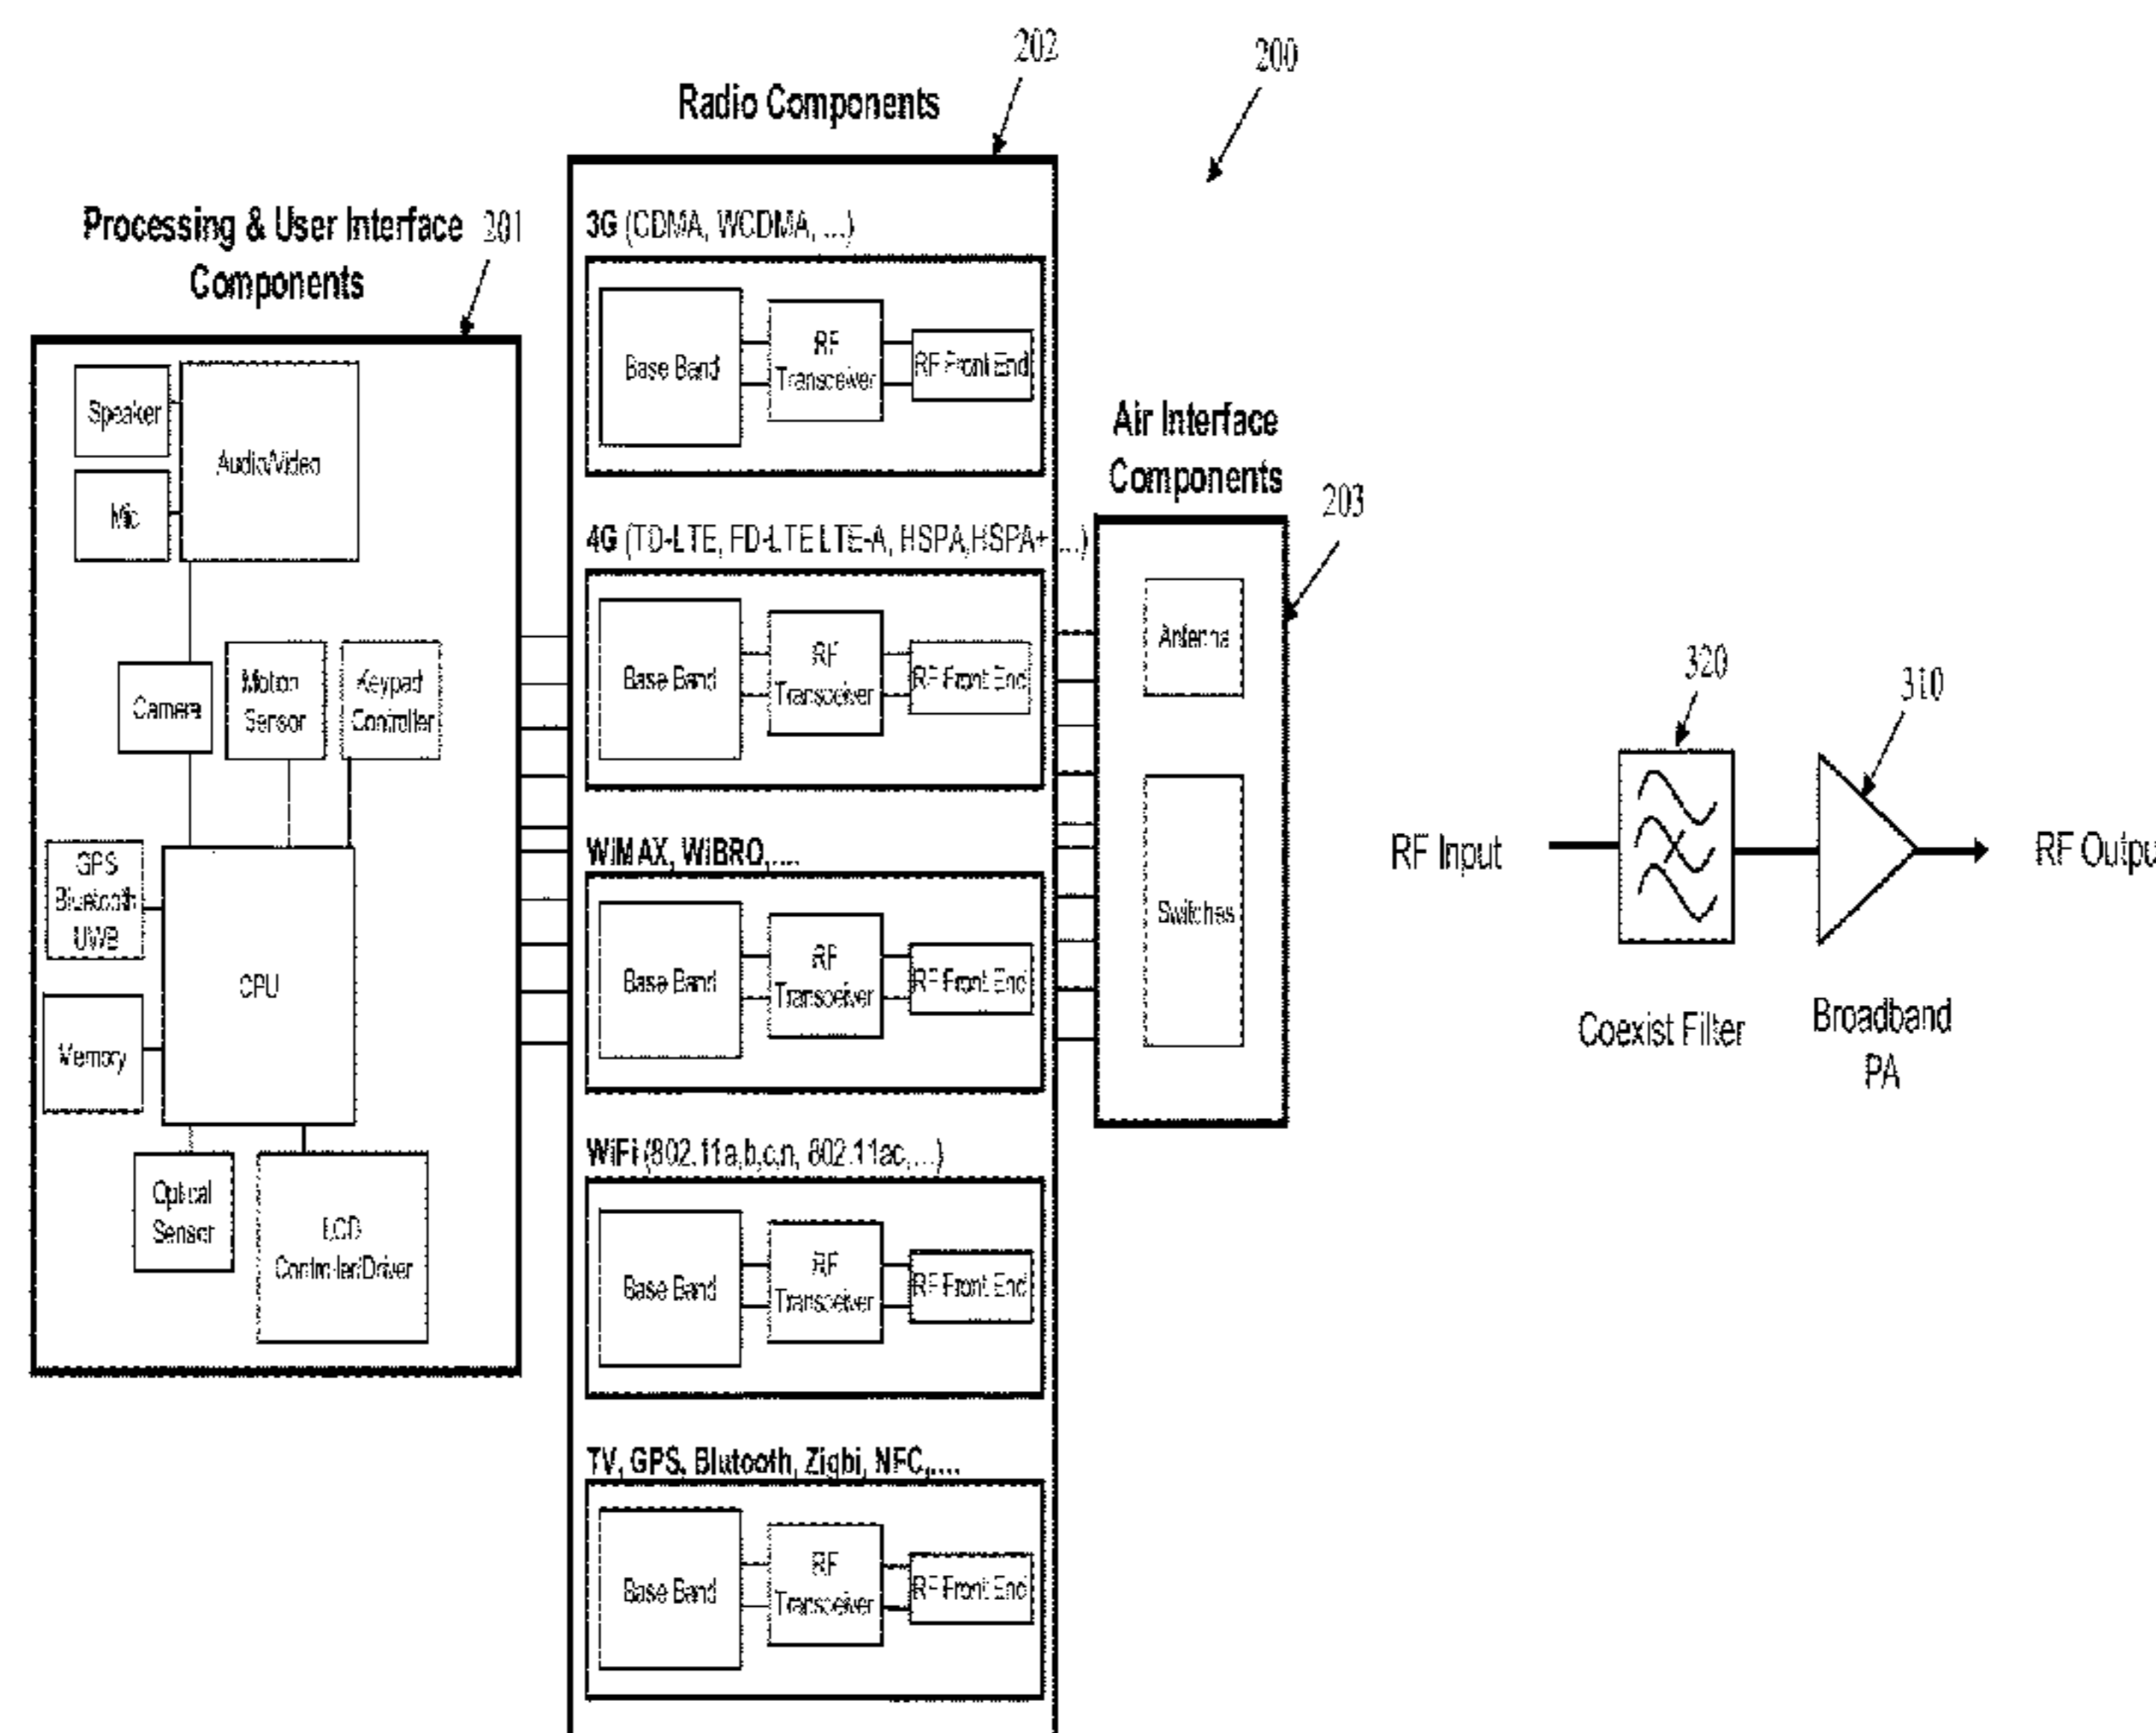 202
200
Radio Components
Processing & User Interface
Components
201
3G (CDMA, WCDMA, ...)
Base Band
RF
Transceiver
RF Front End
Speaker
Audio/Video
Mic
Air Interface
Components
203
4G (TD-LTE, FD-LTE LTE-A, HSPA,HSPA+ ...)
Base Band
RF
Transceiver
RF Front End
Antenna
Camera
Motion
Sensor
Keypad
Controller
320
310
GPS
Bluetooth
UWB
CPU
Memory
WiMAX, WiBRO,....
Base Band
RF
Transceiver
RF Front End
Switches
RF Input
RF Outpu
Coexist Filter
Broadband
PA
Optical
Sensor
LCD
WiFi (802.11a,b,c,n, 802.11ac,...)
Base Band
RF
Transceiver
RF Front End
TV, GPS, Blutooth, Zigbi, NFC,....
Base Band
RF
Transceiver
RF Front End